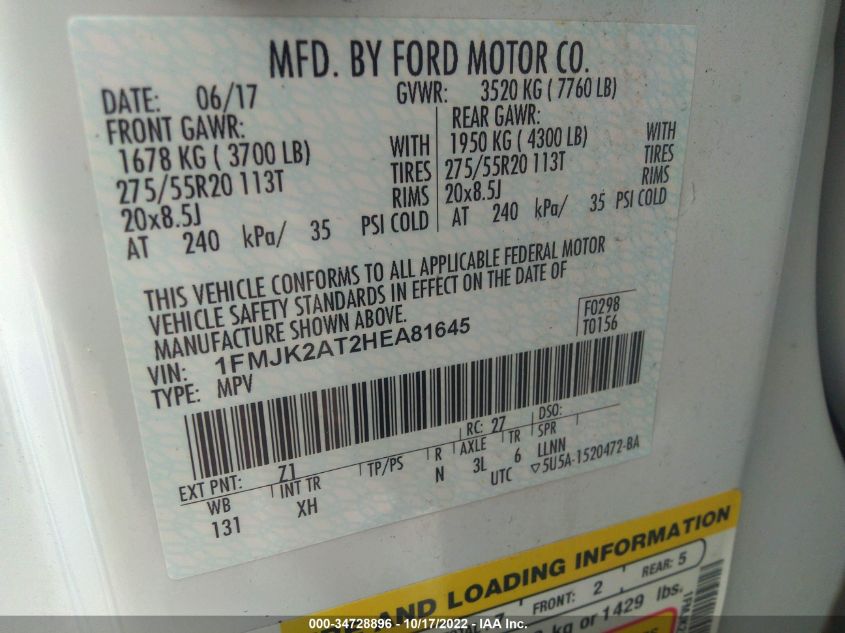 MFD. BY FORD MOTOR CO.
DATE: 06/17 GVWR: 3520 KG ( 7760 LB)
FRONT GAWR: REAR GAWR:
1678 KG ( 3700 LB) WITH 1950 KG ( 4300 LB) WITH
275/55R20 113T TIRES 275/55R20 113T TIRES
20x8.5J RIMS 20x8.5J RIMS
AT 240 kPa/ 35 PSI COLD AT 240 kPa/ 35 PSI COLD
THIS VEHICLE CONFORMS TO ALL APPLICABLE FEDERAL MOTOR
VEHICLE SAFETY STANDARDS IN EFFECT ON THE DATE OF
MANUFACTURE SHOWN ABOVE.
VIN: 1FMJK2AT2HEA81645
TYPE: MPV
F0298
T0156
EXT PNT: Z1 RC: 27 DSO:
WB INT TR TP/PS R AXLE TR SPR
131 XH N 3L 6 LLNN
UTC ▽5U5A-1520472-BA
AND LOADING INFORMATION
FRONT: 2 REAR: 5
kg or 1429 lbs.
000-34728896 - 10/17/2022 - IAA Inc.